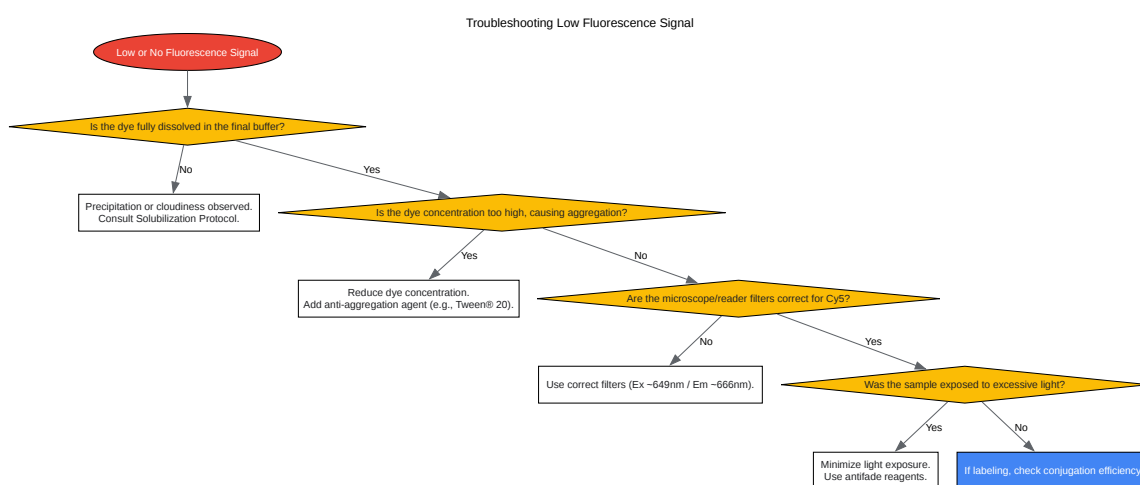 Troubleshooting Low Fluorescence Signal
Low or No Fluorescence Signal
Is the dye fully dissolved in the final buffer?
No
Yes
Precipitation or cloudiness observed.
Consult Solubilization Protocol.
Is the dye concentration too high, causing aggregation?
Yes
No
Reduce dye concentration.
Add anti-aggregation agent (e.g., Tween® 20).
Are the microscope/reader filters correct for Cy5?
No
Yes
Use correct filters (Ex ~649nm / Em ~666nm).
Was the sample exposed to excessive light?
Yes
No
Minimize light exposure.
Use antifade reagents.
If labeling, check conjugation efficiency